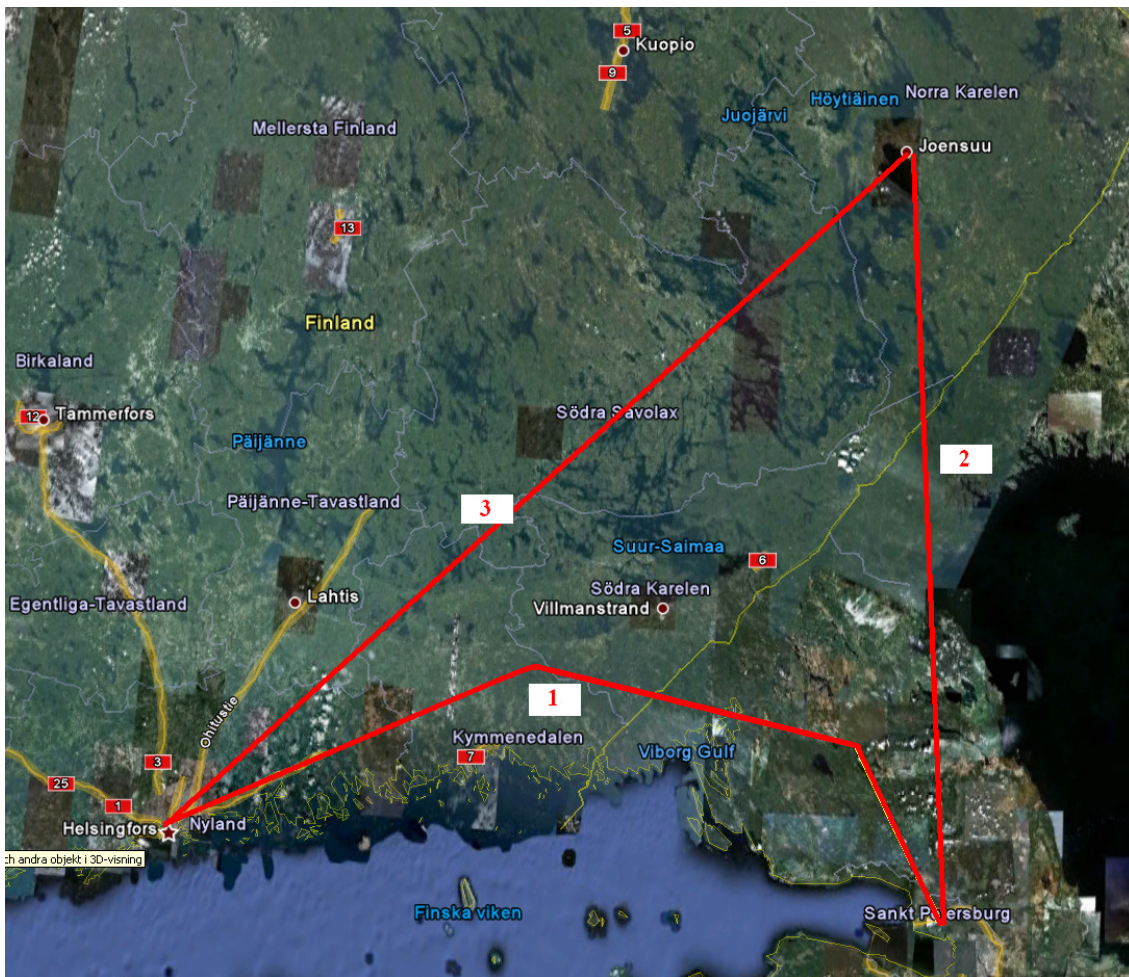 5
Kuopio
9
Höytiäinen
Norra Karelen
Juojärvi
Mellersta Finland
Joensuu
13
Finland
Birkaland
12
Tammerfors
Södra Savolax
Päijänne
2
Päijänne-Tavastland
3
Suur-Saimaa
6
Södra Karelen
Lahtis
Villmanstrand
Egentliga-Tavastland
1
Ohitustie
Kymmenedalen
7
Viborg Gulf
3
25
1
Helsingfors
Nyland
ch andra objekt i 3D-visning
Finska viken
Sankt Petersburg